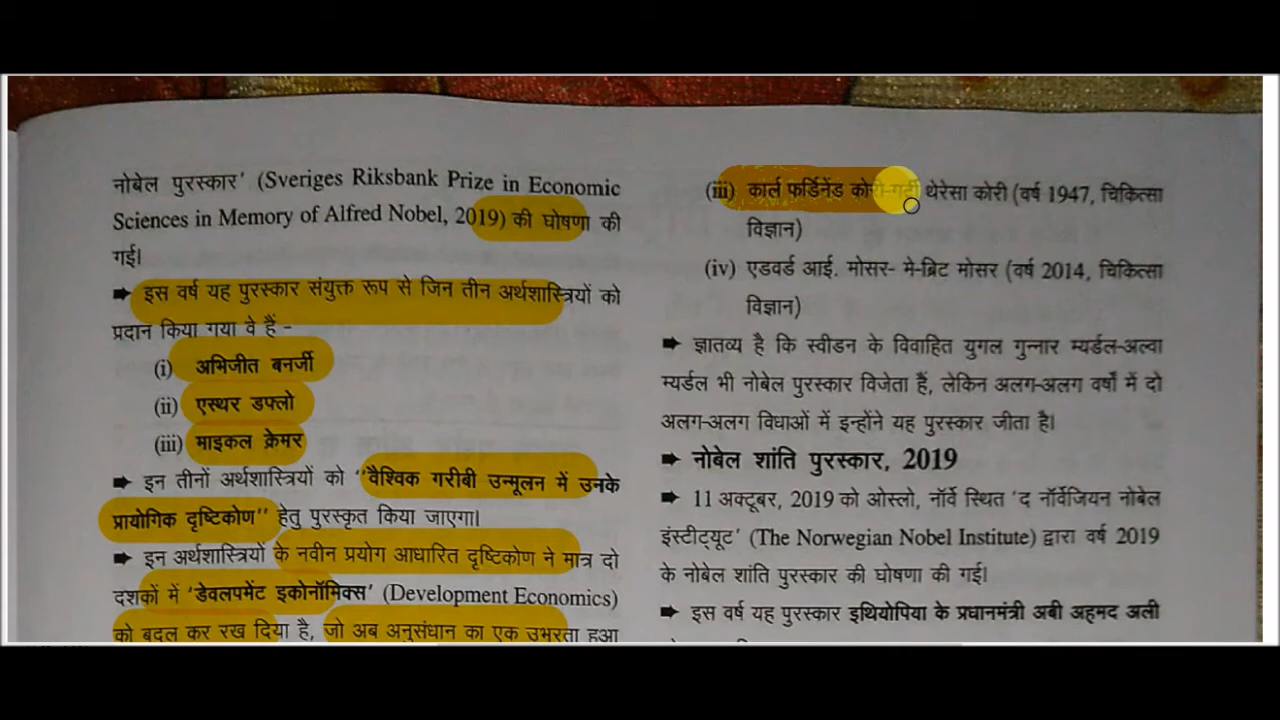 नोबेल पुरस्कार' (Sveriges Riksbank Prize in Economic
Sciences in Memory of Alfred Nobel, 2019) की घोषणा की
गई।
➡ इस वर्ष यह पुरस्कार संयुक्त रूप से जिन तीन अर्थशास्त्रियों को
प्रदान किया गया वे हैं -
(i) अभिजीत बनर्जी
(ii) एस्थर डफ्लो
(iii) माइकल क्रेमर
➡ इन तीनों अर्थशास्त्रियों को ''वैश्विक गरीबी उन्मूलन में उनके
प्रायोगिक दृष्टिकोण'' हेतु पुरस्कृत किया जाएगा।
➡ इन अर्थशास्त्रियों के नवीन प्रयोग आधारित दृष्टिकोण ने मात्र दो
दशकों में 'डेवलपमेंट इकोनॉमिक्स' (Development Economics)
को बदल कर रख दिया है, जो अब अनुसंधान का एक उभरता हुआ
(iii) कार्ल फर्डिनेंड कोरी-गर्टी थेरेसा कोरी (वर्ष 1947, चिकित्सा
विज्ञान)
(iv) एडवर्ड आई. मोसर- मे-ब्रिट मोसर (वर्ष 2014, चिकित्सा
विज्ञान)
➡ ज्ञातव्य है कि स्वीडन के विवाहित युगल गुन्नार म्यर्डल-अल्वा
म्यर्डल भी नोबेल पुरस्कार विजेता हैं, लेकिन अलग-अलग वर्षों में दो
अलग-अलग विधाओं में इन्होंने यह पुरस्कार जीता है।
➡ नोबेल शांति पुरस्कार, 2019
➡ 11 अक्टूबर, 2019 को ओस्लो, नॉर्वे स्थित 'द नॉर्वेजियन नोबेल
इंस्टीट्यूट' (The Norwegian Nobel Institute) द्वारा वर्ष 2019
के नोबेल शांति पुरस्कार की घोषणा की गई।
➡ इस वर्ष यह पुरस्कार इथियोपिया के प्रधानमंत्री अबी अहमद अली